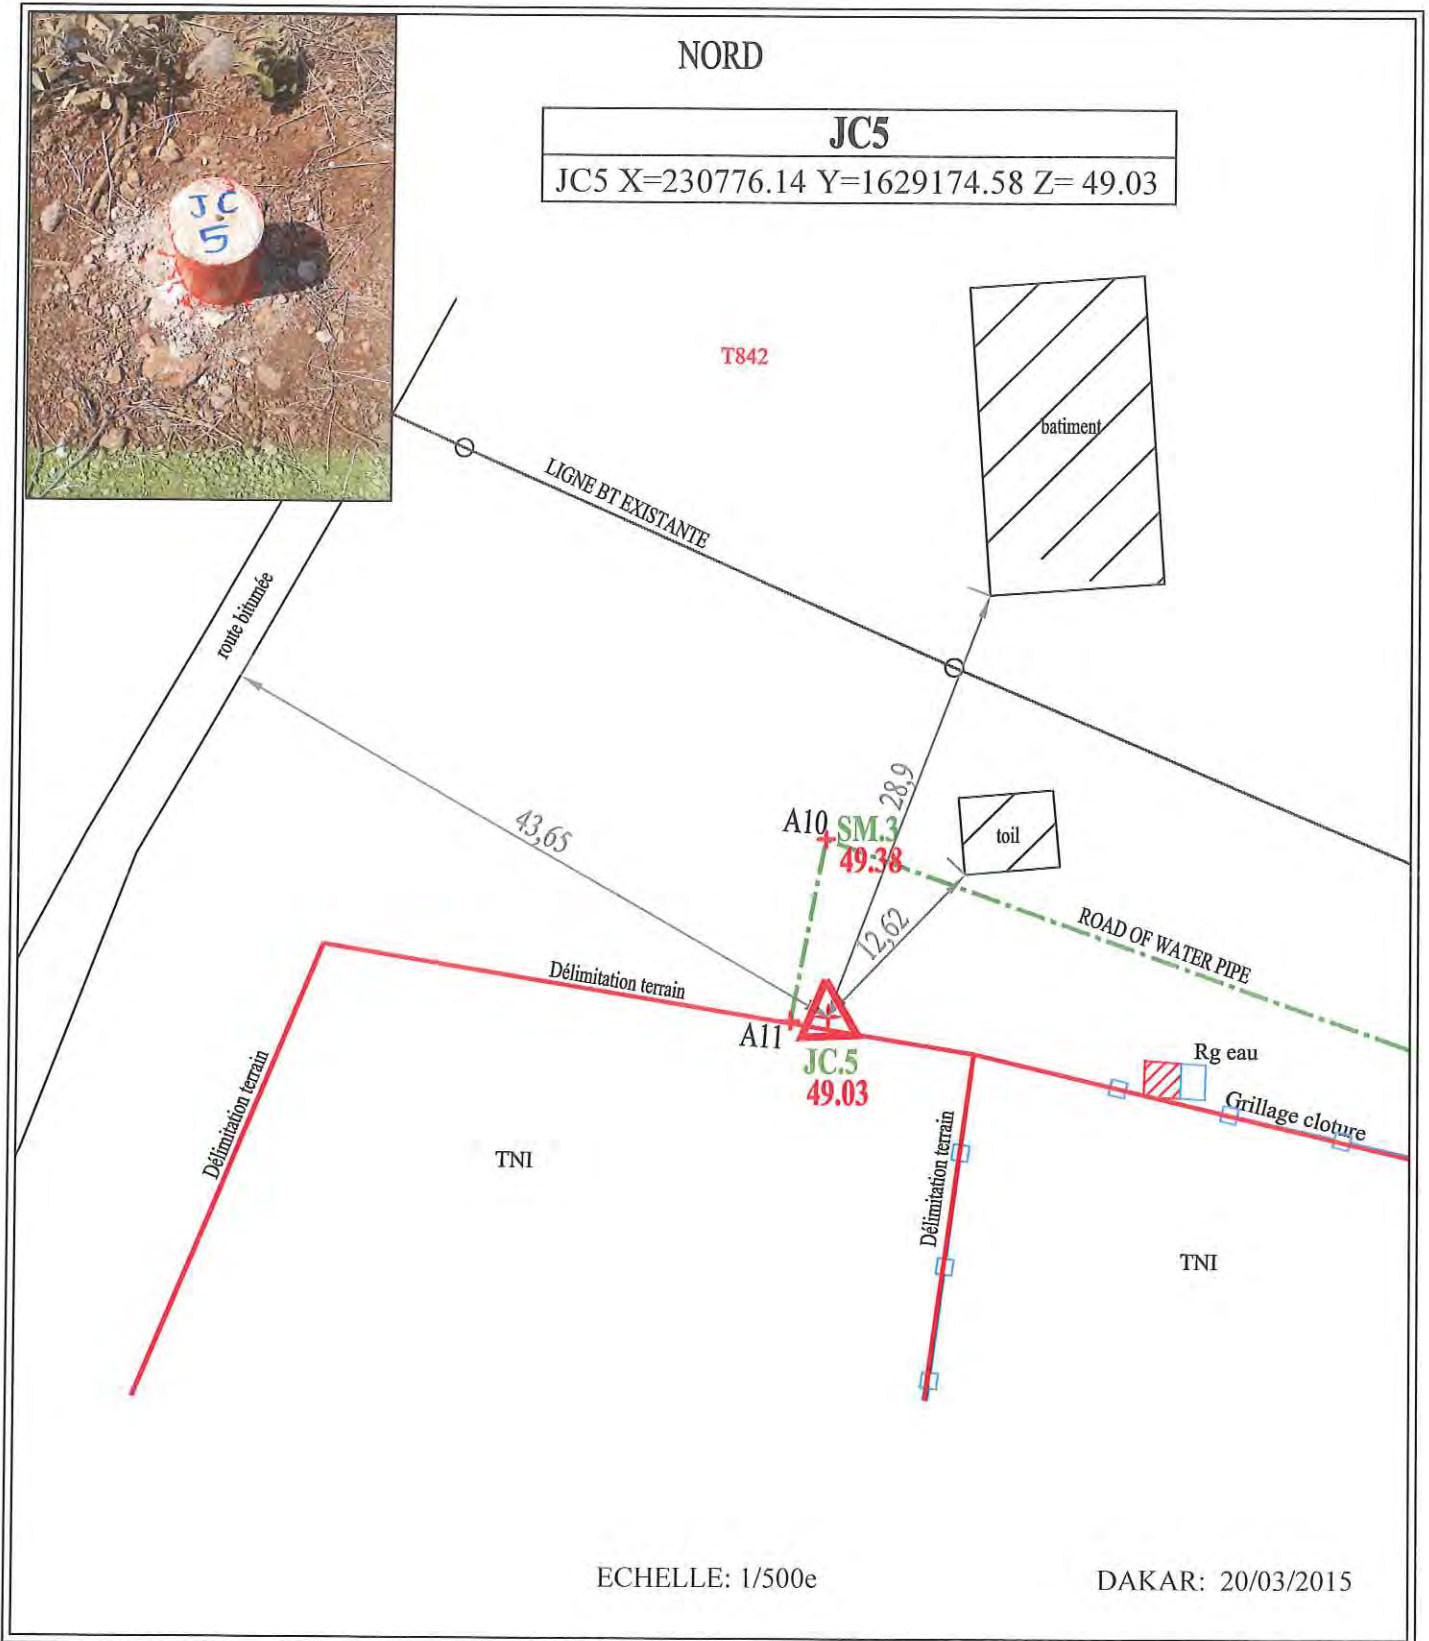 NORD
JC5
JC5 X=230776.14 Y=1629174.58 Z= 49.03
JC
5
T842
batiment
LIGNE BT EXISTANTE
route bitumée
43,65
28,9
A10
SM.3
49.38
toil
12,62
ROAD OF WATER PIPE
Délimitation terrain
A11
JC.5
49.03
Rg eau
Grillage cloture
Délimitation terrain
Délimitation terrain
TNI
TNI
ECHELLE: 1/500e
DAKAR: 20/03/2015